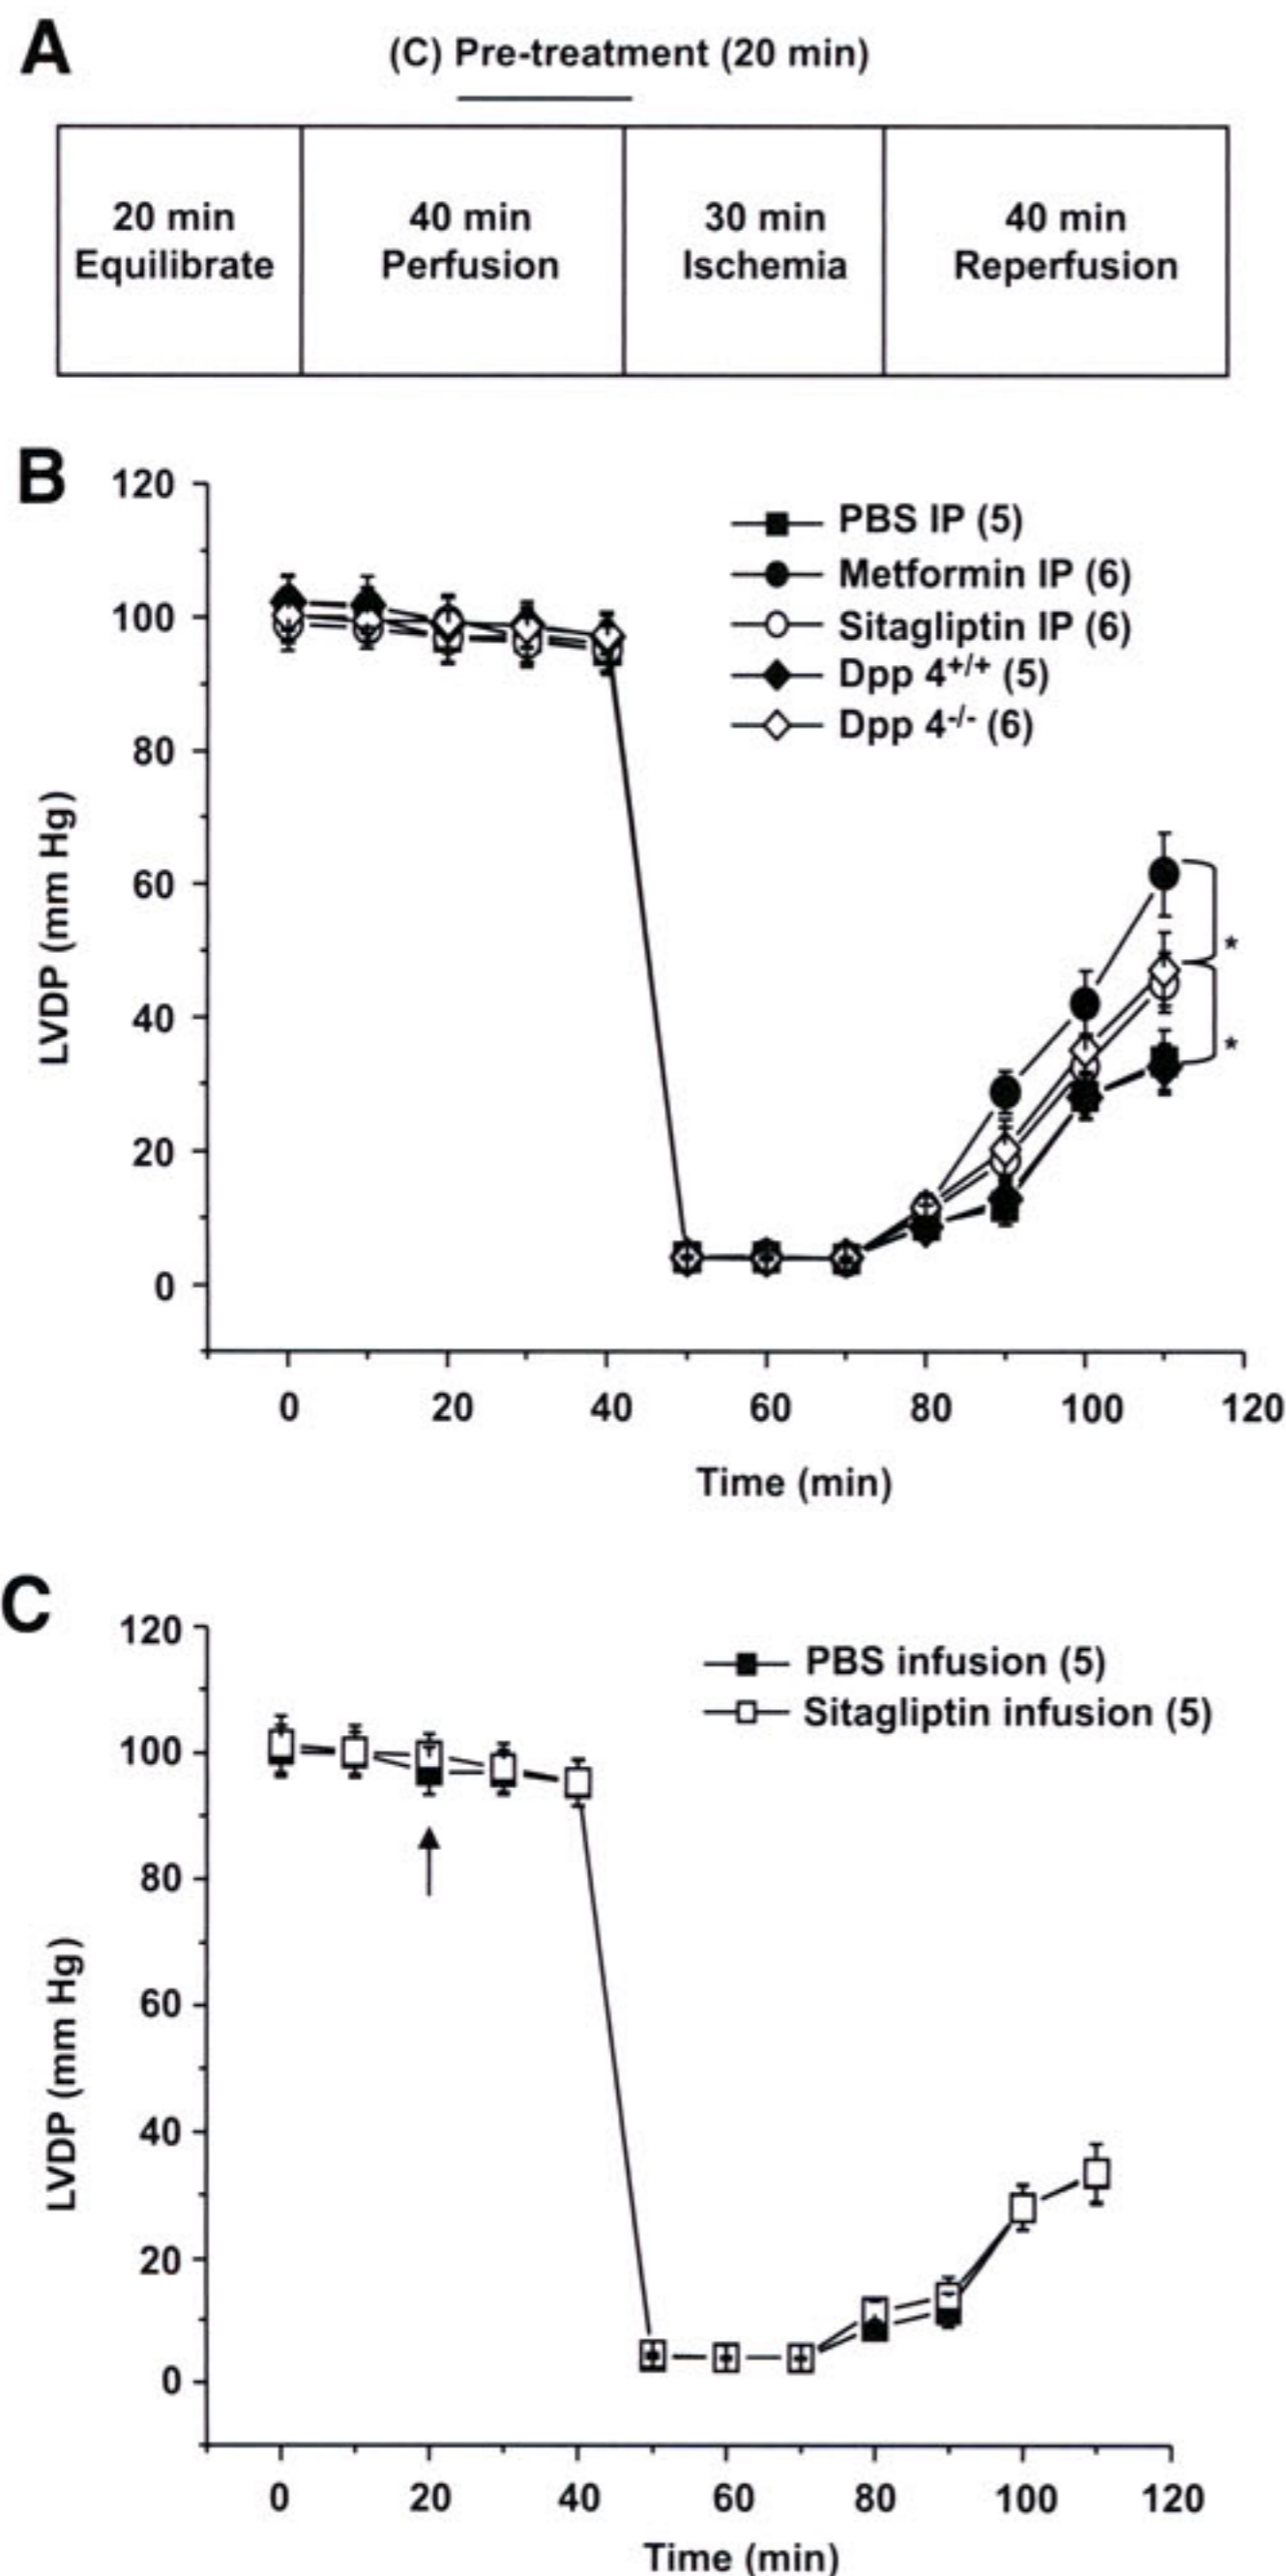 A
(C) Pre-treatment (20 min)
20 min
Equilibrate
40 min
Perfusion
30 min
Ischemia
40 min
Reperfusion
B
120
100
80
60
40
20
0
LVDP (mm Hg)
PBS IP (5)
Metformin IP (6)
Sitagliptin IP (6)
Dpp 4+/+ (5)
Dpp 4-/- (6)
*
*
0 20 40 60 80 100 120
Time (min)
C
120
100
80
60
40
20
0
LVDP (mm Hg)
PBS infusion (5)
Sitagliptin infusion (5)
0 20 40 60 80 100 120
Time (min)